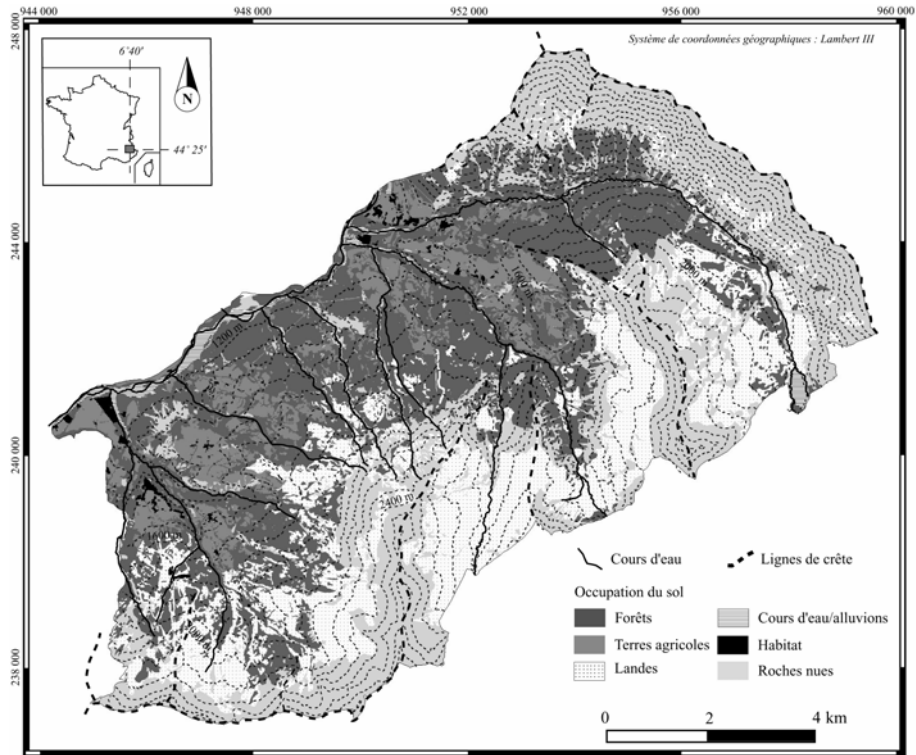 944 000 948 000 952 000 956 000 960 000
248 000
Système de coordonnées géographiques : Lambert III
6°40'
N
44° 25'
244 000
1600 m
1200 m
240 000
2400 m
1600 m
238 000
Cours d'eau
Lignes de crête
Occupation du sol
Forêts
Cours d'eau/alluvions
Terres agricoles
Habitat
Landes
Roches nues
0 2 4 km